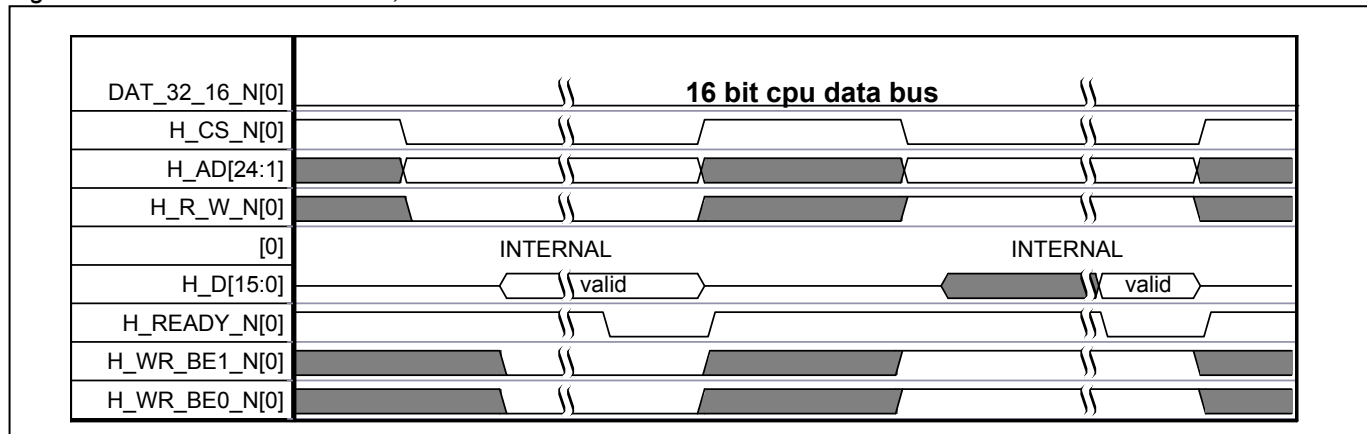 DAT_32_16_N[0]
16 bit cpu data bus
H_CS_N[0]
H_AD[24:1]
H_R_W_N[0]
[0]
INTERNAL
INTERNAL
H_D[15:0]
valid
valid
H_READY_N[0]
H_WR_BE1_N[0]
H_WR_BE0_N[0]